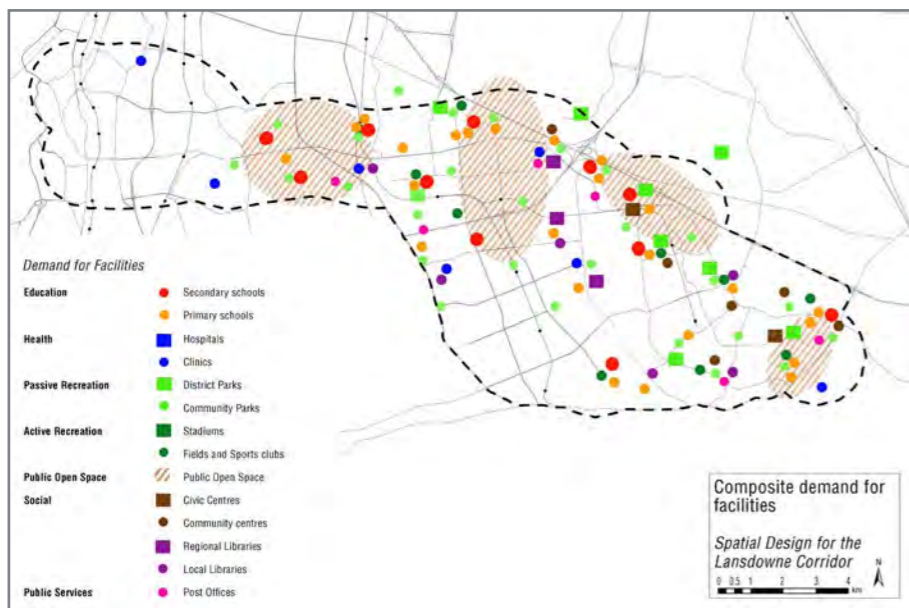 Demand for Facilities
Education
Secondary schools
Primary schools
Health
Hospitals
Clinics
Passive Recreation
District Parks
Community Parks
Active Recreation
Stadiums
Fields and Sports clubs
Public Open Space
Public Open Space
Social
Civic Centres
Community centres
Regional Libraries
Local Libraries
Public Services
Post Offices
Composite demand for
facilities
Spatial Design for the
Lansdowne Corridor
N
0 0.5 1 2 3 4
km